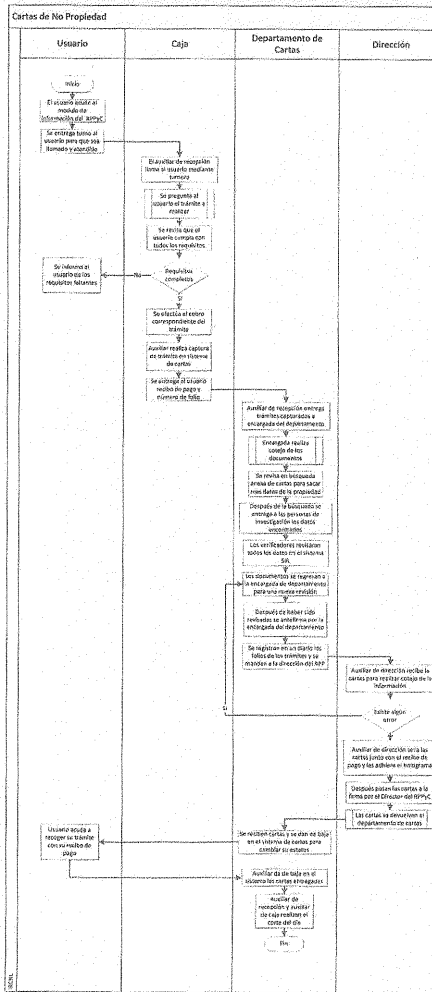 Cartas de No Propiedad
Usuario
Caja
Departamento de
Cartas
Dirección
Inicio
El usuario acude al
modulo de
información del RPPyC
Se entrega turno al
usuario para que sea
llamado y atendido
El auxiliar de recepción
llama al usuario mediante
turnero
Se pregunta al
usuario el trámite a
realizar
Se revisa que el
usuario cumpla con
todos los requisitos
Requisitos
completos
No
Se informa al
usuario de los
requisitos faltantes
Si
Se efectúa el cobro
correspondiente del
trámite
Auxiliar realiza captura
de trámite en sistema
de cartas
Se entrega al usuario
recibo de pago y
número de folio
Auxiliar de recepción entrega
trámites capturados a
encargada del departamento
Encargada realiza
cotejo de los
documentos
Se revisa en búsqueda
de cartas para sacar
mas datos de la propiedad
Después de la búsqueda se
entrega a las personas de
investigación los datos
encontrados
Los verificadores revisaran
todos los datos en el sistema
Los documentos se regresan a
la encargada de departamento
para una nueva revisión
Después de haber sido
revisadas se antefirma por la
encargada del departamento
Se registran en un diario los
folios de los trámites y se
mandan a la dirección del RPP
Auxiliar de dirección recibe la
cartas para realizar cotejo de la
información
Existe algún
error
Si
Auxiliar de dirección sella las
cartas junto con el recibo de
pago y les adhiere el holograma
Después pasan las cartas a la
firma por el Director del RPPyC
Las cartas se devuelven al
departamento de cartas
Se reciben cartas y se dan de baja
en el sistema de cartas para
cambiar su estatus
Usuario acude a
recoger su trámite
con su recibo de
pago
Auxiliar da de baja en el
sistema las cartas entregadas
Auxiliar de
recepción y auxiliar
de caja realizan el
corte del día
Fin